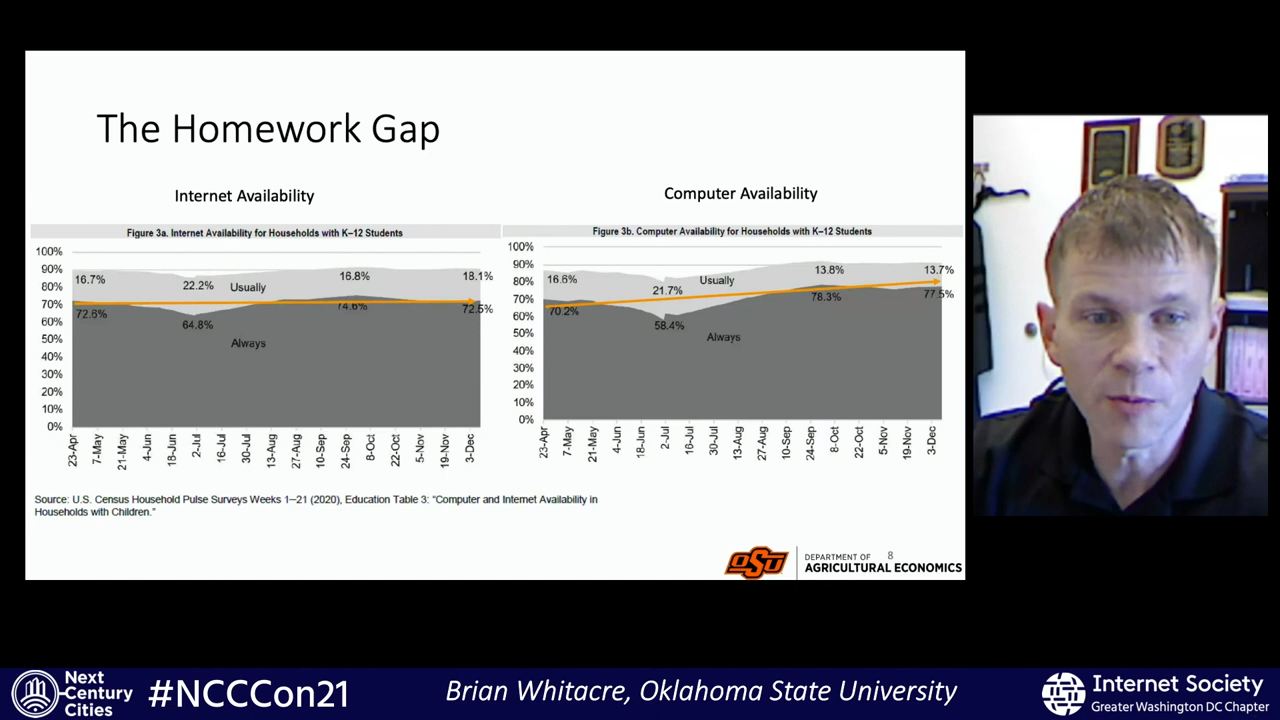 The Homework Gap
Internet Availability
Computer Availability
Figure 3a. Internet Availability for Households with K–12 Students
100%
90%
80%
70%
60%
50%
40%
30%
20%
10%
0%
16.7%
22.2%
Usually
16.8%
18.1%
72.6%
64.8%
74.6%
72.5%
Always
23-Apr
7-May
21-May
4-Jun
18-Jun
2-Jul
16-Jul
30-Jul
13-Aug
27-Aug
10-Sep
24-Sep
8-Oct
22-Oct
5-Nov
19-Nov
3-Dec
Figure 3b. Computer Availability for Households with K–12 Students
100%
90%
80%
70%
60%
50%
40%
30%
20%
10%
0%
16.6%
21.7%
Usually
13.8%
13.7%
70.2%
58.4%
78.3%
77.5%
Always
23-Apr
7-May
21-May
4-Jun
18-Jun
2-Jul
16-Jul
30-Jul
13-Aug
27-Aug
10-Sep
24-Sep
8-Oct
22-Oct
5-Nov
19-Nov
3-Dec
Source: U.S. Census Household Pulse Surveys Weeks 1–21 (2020), Education Table 3: “Computer and Internet Availability in
Households with Children.”
OSU
DEPARTMENT OF
8
AGRICULTURAL ECONOMICS
Next
Century
Cities
#NCCCon21
Brian Whitacre, Oklahoma State University
Internet Society
Greater Washington DC Chapter